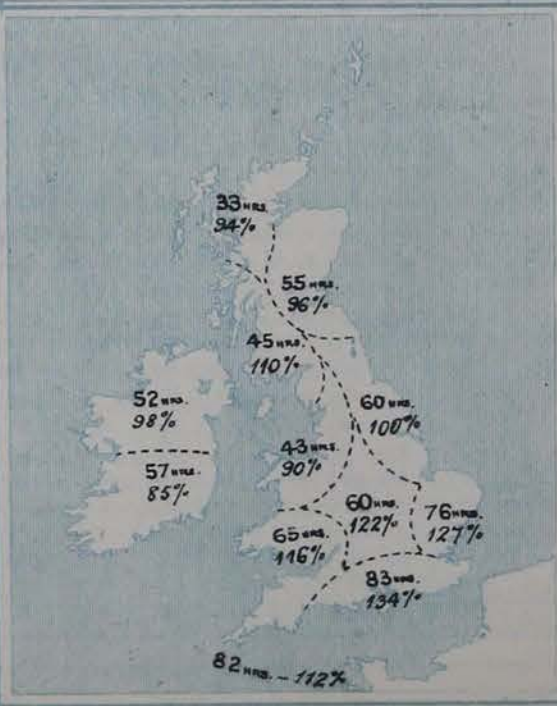 33 HRS.
94%
55 HRS.
96%
45 HRS.
110%
52 HRS.
98%
60 HRS.
100%
43 HRS.
90%
57 HRS.
85%
60 HRS.
122%
76 HRS.
127%
65 HRS.
116%
83 HRS.
134%
82 HRS. - 112%